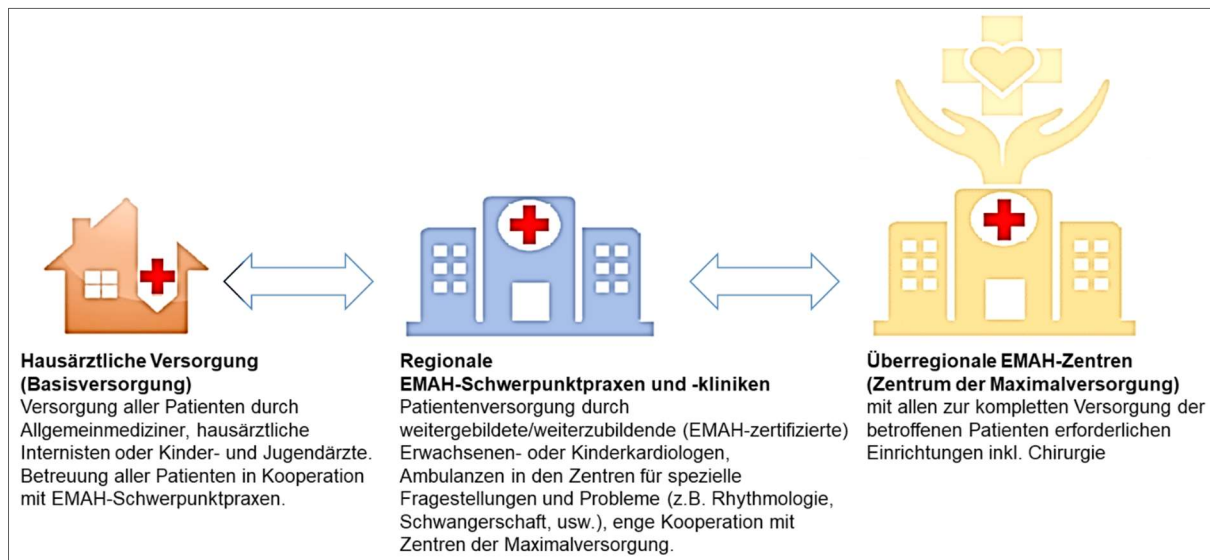 Hausärztliche Versorgung
(Basisversorgung)
Versorgung aller Patienten durch
Allgemeinmediziner, hausärztliche
Internisten oder Kinder- und Jugendärzte.
Betreuung aller Patienten in Kooperation
mit EMAH-Schwerpunktpraxen.
Regionale
EMAH-Schwerpunktpraxen und -kliniken
Patientenversorgung durch
weitergebildete/weiterzubildende (EMAH-zertifizierte)
Erwachsenen- oder Kinderkardiologen,
Ambulanzen in den Zentren für spezielle
Fragestellungen und Probleme (z.B. Rhythmologie,
Schwangerschaft, usw.), enge Kooperation mit
Zentren der Maximalversorgung.
Überregionale EMAH-Zentren
(Zentrum der Maximalversorgung)
mit allen zur kompletten Versorgung der
betroffenen Patienten erforderlichen
Einrichtungen inkl. Chirurgie